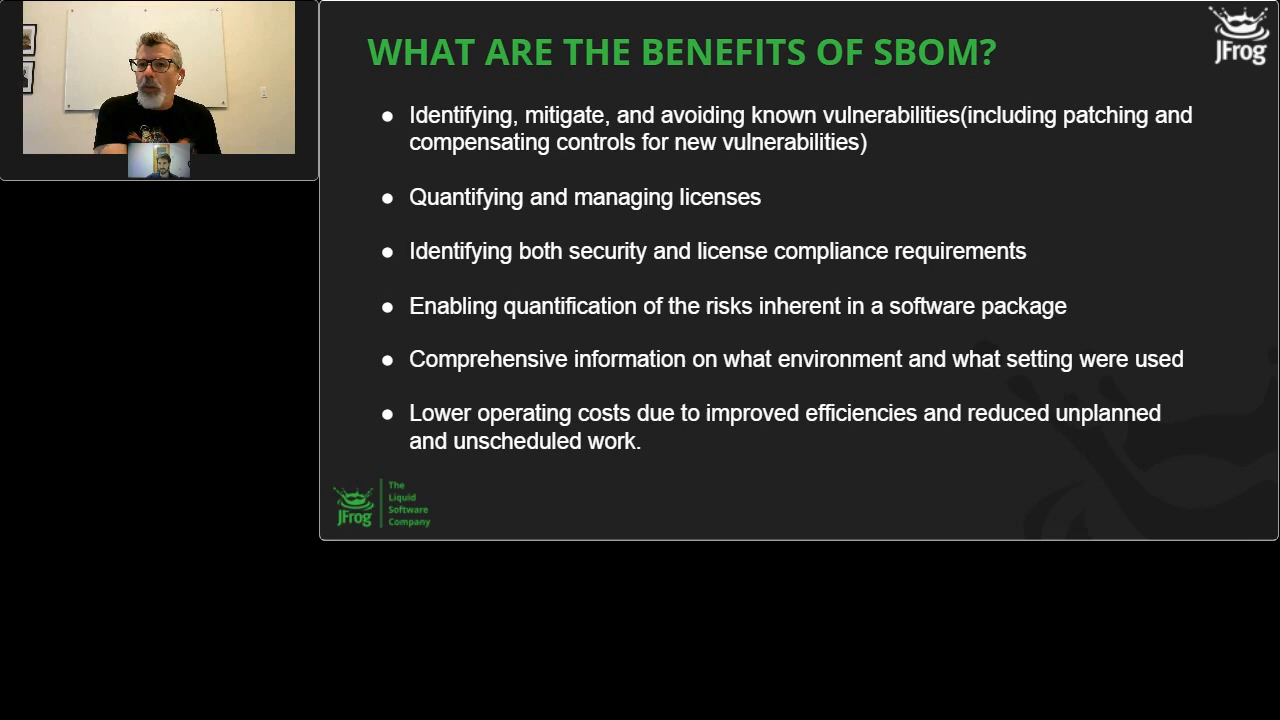 WHAT ARE THE BENEFITS OF SBOM?
JFrog
● Identifying, mitigate, and avoiding known vulnerabilities(including patching and
compensating controls for new vulnerabilities)
● Quantifying and managing licenses
● Identifying both security and license compliance requirements
● Enabling quantification of the risks inherent in a software package
● Comprehensive information on what environment and what setting were used
● Lower operating costs due to improved efficiencies and reduced unplanned
and unscheduled work.
JFrog
The
Liquid
Software
Company